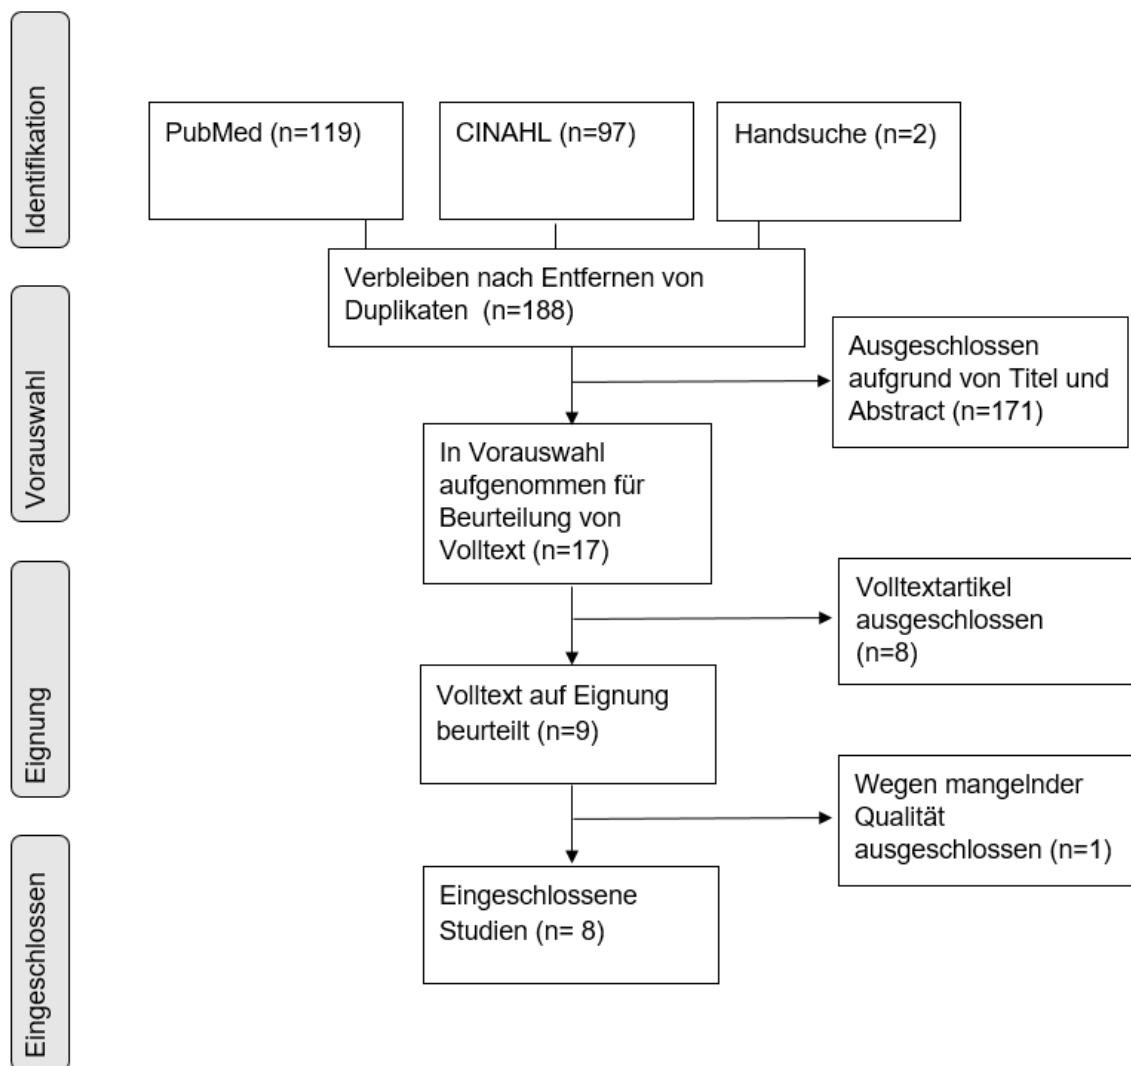 Identifikation
PubMed (n=119)
CINAHL (n=97)
Handsuche (n=2)
Verbleiben nach Entfernen von
Duplikaten  (n=188)
Vorauswahl
Ausgeschlossen
aufgrund von Titel und
Abstract (n=171)
In Vorauswahl
aufgenommen für
Beurteilung von
Volltext (n=17)
Eignung
Volltextartikel
ausgeschlossen
(n=8)
Volltext auf Eignung
beurteilt (n=9)
Wegen mangelnder
Qualität
ausgeschlossen (n=1)
Eingeschlossen
Eingeschlossene
Studien (n= 8)